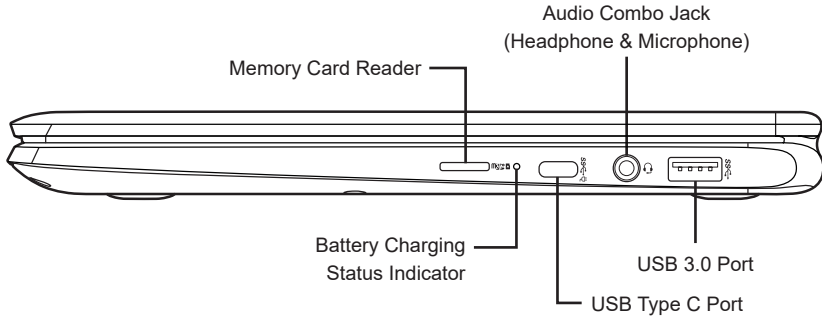 Audio Combo Jack
(Headphone & Microphone)
Memory Card Reader
Battery Charging
Status Indicator
USB 3.0 Port
USB Type C Port